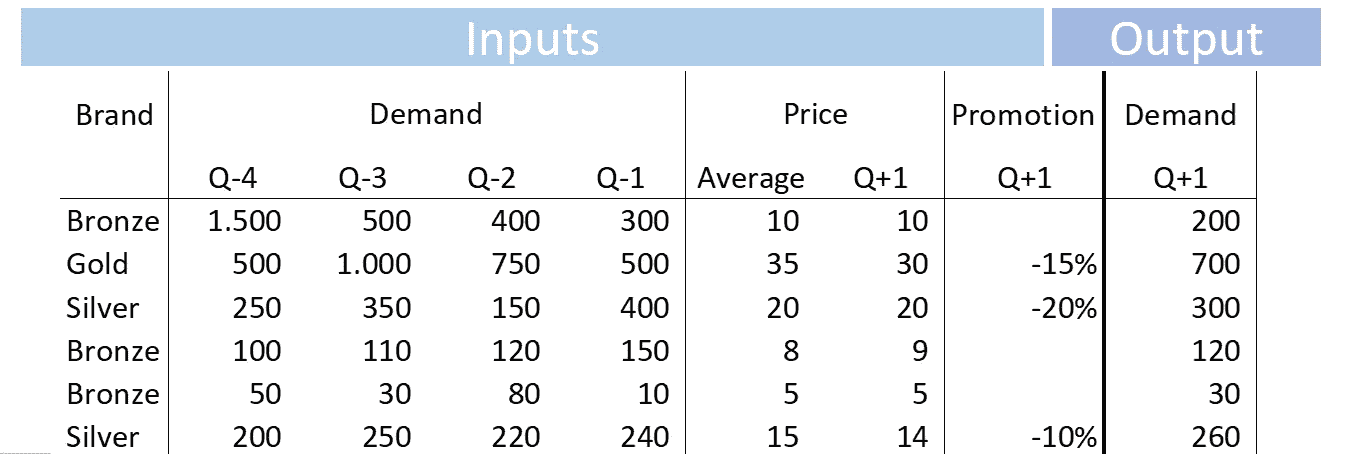 Inputs Output
Brand Demand Price Promotion Demand
Q-4 Q-3 Q-2 Q-1 Average Q+1 Q+1 Q+1
Bronze 1.500 500 400 300 10 10 200
Gold 500 1.000 750 500 35 30 -15% 700
Silver 250 350 150 400 20 20 -20% 300
Bronze 100 110 120 150 8 9 120
Bronze 50 30 80 10 5 5 30
Silver 200 250 220 240 15 14 -10% 260